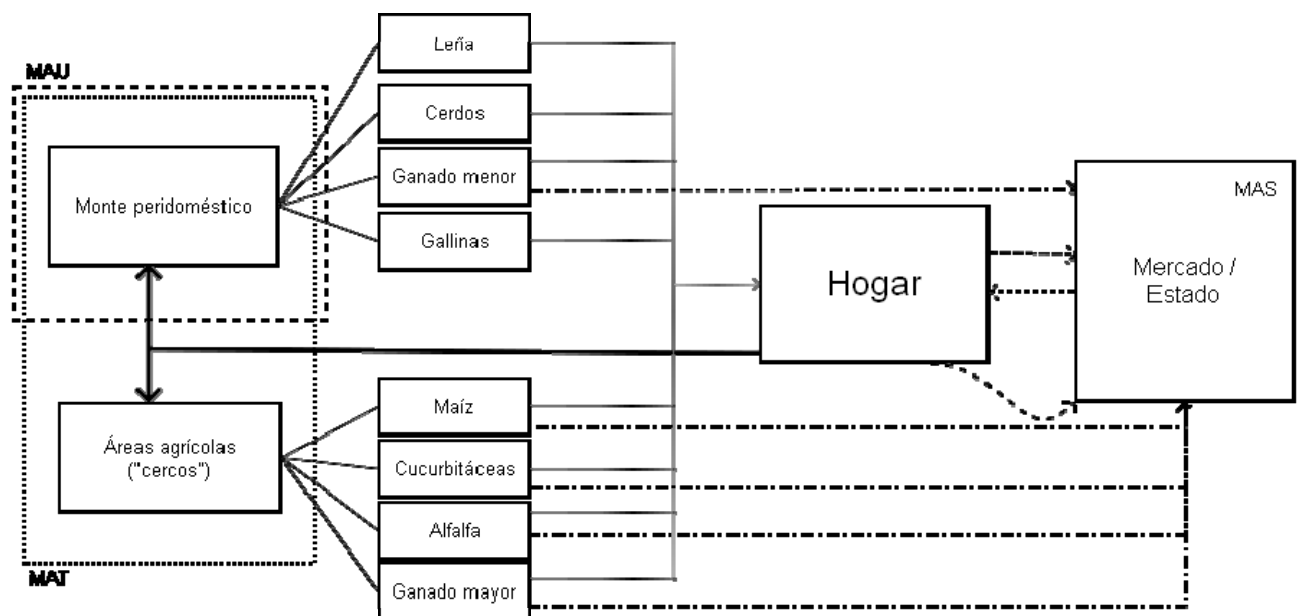 MAU
Leña
Cerdos
Ganado menor
Gallinas
Monte peridoméstico
Hogar
MAS
Mercado /
Estado
Áreas agrícolas
("cercos")
Maíz
Cucurbitáceas
Alfalfa
Ganado mayor
MAT